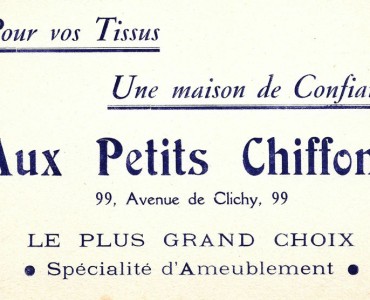 Pour vos Tissus
Une maison de Confian
Aux Petits Chiffon
99, Avenue de Clichy, 99
LE PLUS GRAND CHOIX
• Spécialité d'Ameublement •